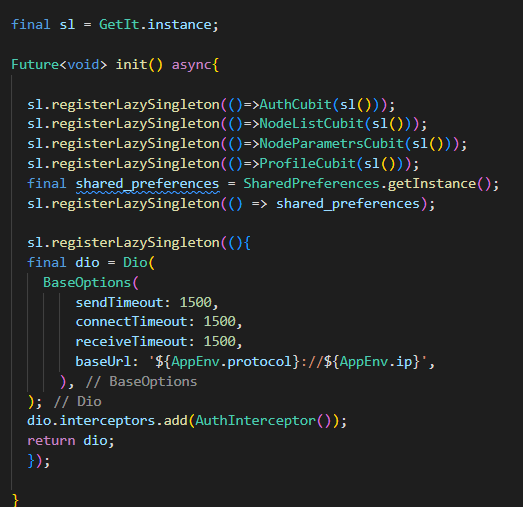 final sl = GetIt.instance;
Future<void> init() async{
sl.registerLazySingleton(()=>AuthCubit(sl()));
sl.registerLazySingleton(()=>NodeListCubit(sl()));
sl.registerLazySingleton(()=>NodeParametrsCubit(sl()));
sl.registerLazySingleton(()=>ProfileCubit(sl()));
final shared_preferences = SharedPreferences.getInstance();
sl.registerLazySingleton(() => shared_preferences);
sl.registerLazySingleton((){
final dio = Dio(
BaseOptions(
sendTimeout: 1500,
connectTimeout: 1500,
receiveTimeout: 1500,
baseUrl: '${AppEnv.protocol}://${AppEnv.ip}',
), // BaseOptions
); // Dio
dio.interceptors.add(AuthInterceptor());
return dio;
});
}